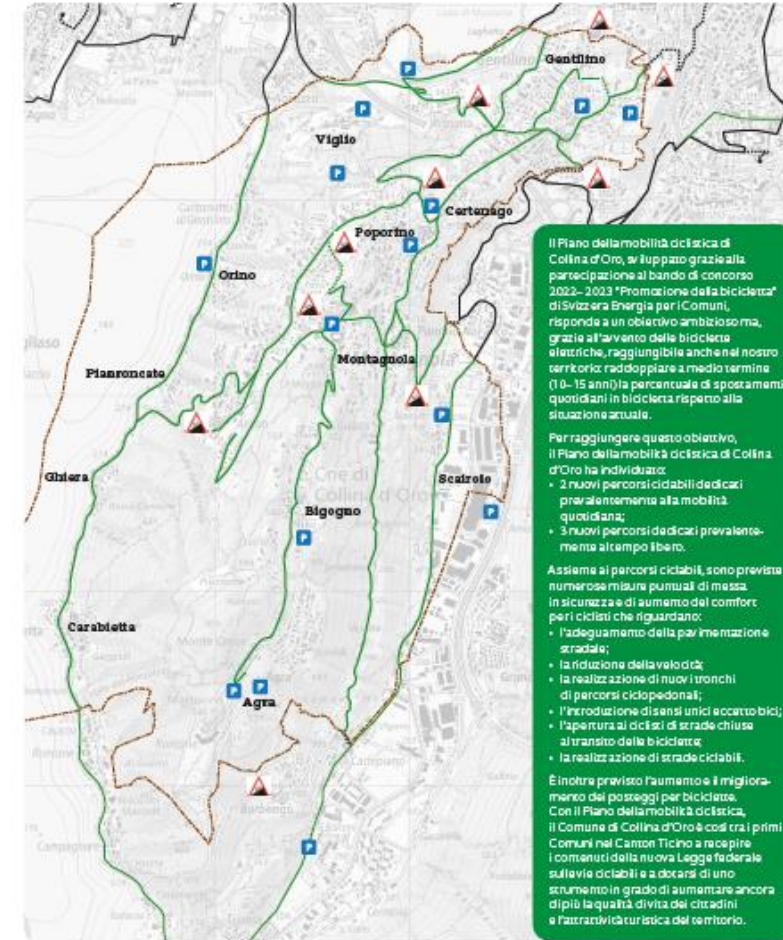 Gentilino
Viglio
Certenago
Poporino
Orino
Montagnola
Pianroncate
Ghiera
Scairolo
Cne di
Collina d'Oro
Bigogno
Carabietta
Agra
P
Il Piano della mobilità ciclistica di
Collina d'Oro, sviluppato grazie alla
partecipazione al bando di concorso
2022–2023 "Promozione della bicicletta"
di Svizzera Energia per i Comuni,
risponde a un obiettivo ambizioso ma,
grazie all'avvento delle biciclette
elettriche, raggiungibile anche nel nostro
territorio: raddoppiare a medio termine
(10–15 anni) la percentuale di spostamenti
quotidiani in bicicletta rispetto alla
situazione attuale.
Per raggiungere questo obiettivo,
il Piano della mobilità ciclistica di Collina
d'Oro ha individuato:
• 2 nuovi percorsi ciclabili dedicati
prevalentemente alla mobilità
quotidiana;
• 3 nuovi percorsi dedicati prevalente-
mente al tempo libero.
Assieme ai percorsi ciclabili, sono previste
numerose misure puntuali di messa
in sicurezza e di aumento del comfort
per i ciclisti che riguardano:
• l'adeguamento della pavimentazione
stradale;
• la riduzione della velocità;
• la realizzazione di nuovi tronchi
di percorsi ciclopedonali;
• l'introduzione di sensi unici eccetto bici;
• l'apertura ai ciclisti di strade chiuse
al transito delle biciclette;
• la realizzazione di strade ciclabili.
È inoltre previsto l'aumento e il migliora-
mento dei posteggi per biciclette.
Con il Piano della mobilità ciclistica,
il Comune di Collina d'Oro è così tra i primi
Comuni nel Canton Ticino a recepire
i contenuti della nuova Legge federale
sulle vie ciclabili e a dotarsi di uno
strumento in grado di aumentare ancora
di più la qualità di vita dei cittadini
e l'attrattività turistica del territorio.